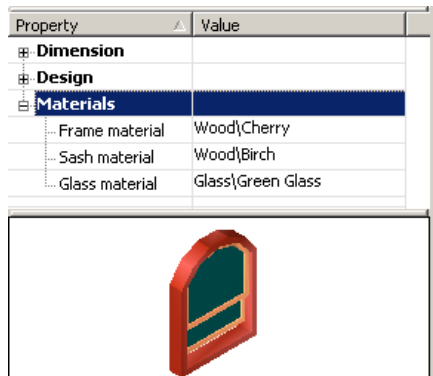 Property Value
Dimension
Design
Materials
Frame material Wood\Cherry
Sash material Wood\Birch
Glass material Glass\Green Glass